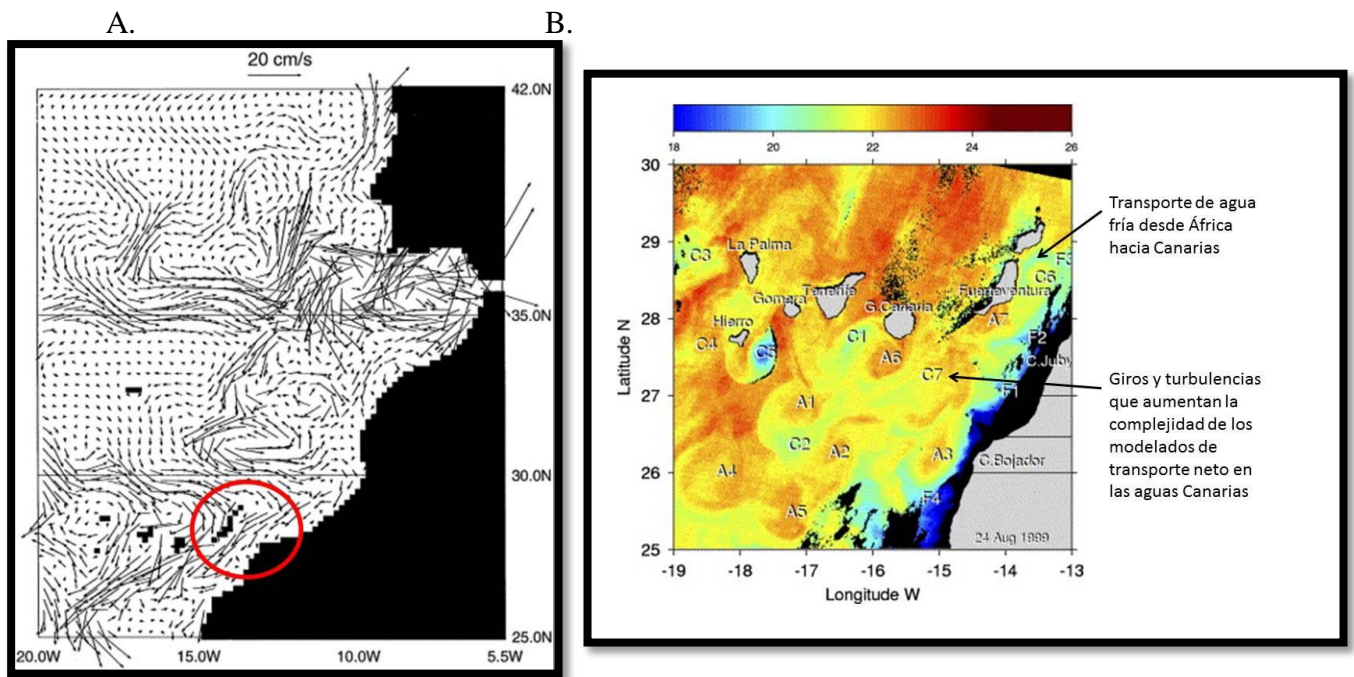 A.
B.
20 cm/s
42.0N
35.0N
30.0N
25.0N
20.0W 15.0W 10.0W 5.5W
18 20 22 24 26
30
29
28
27
26
25
Latitude N
-19 -18 -17 -16 -15 -14 -13
Longitude W
La Palma
C3
Gomera
Tenerife
Hierro
G.Canaria
Fuerteventura
F3
C6
A7
C4
C5
C1
A6
F2
C.Juby
C7
F1
A1
C2
A2
A3
C.Bojador
A4
A5
F4
24 Aug 1999
Transporte de agua
fría desde África
hacia Canarias
Giros y turbulencias
que aumentan la
complejidad de los
modelados de
transporte neto en
las aguas Canarias